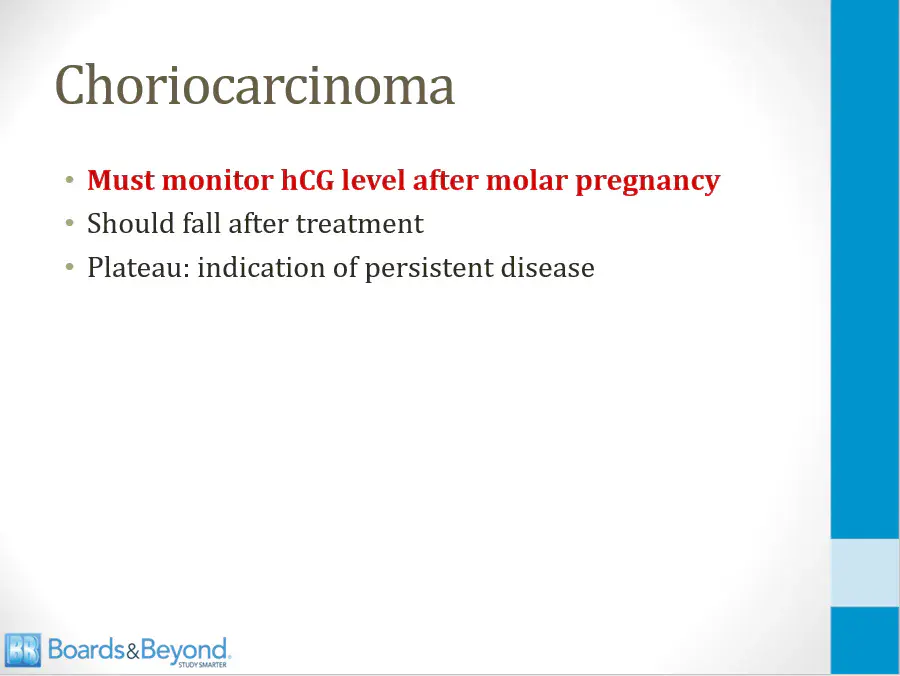 Choriocarcinoma
• Must monitor hCG level after molar pregnancy
• Should fall after treatment
• Plateau: indication of persistent disease
BB Boards&Beyond®
STUDY SMARTER